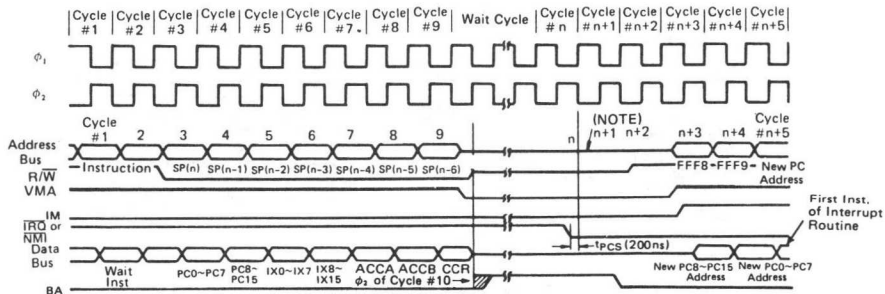 Cycle #1 Cycle #2 Cycle #3 Cycle #4 Cycle #5 Cycle #6 Cycle #7 Cycle #8 Cycle #9 Wait Cycle Cycle #n Cycle #n+1 Cycle #n+2 Cycle #n+3 Cycle #n+4 Cycle #n+5
φ1
φ2
Cycle #1 2 3 4 5 6 7 8 9 n (NOTE) n+1 n+2 n+3 n+4 Cycle #n+5
Address Bus
Instruction SP(n) SP(n-1) SP(n-2) SP(n-3) SP(n-4) SP(n-5) SP(n-6) FFF8 FFF9 New PC Address
R/W̅
VMA
IM
I̅R̅Q̅ or N̅M̅I̅
tPCS (200ns)
First Inst. of Interrupt Routine
Data Bus
Wait Inst PC0~PC7 PC8~PC15 IX0~IX7 IX8~IX15 ACCA ACCB CCR New PC8~PC15 Address New PC0~PC7 Address
φ2 of Cycle #10
BA